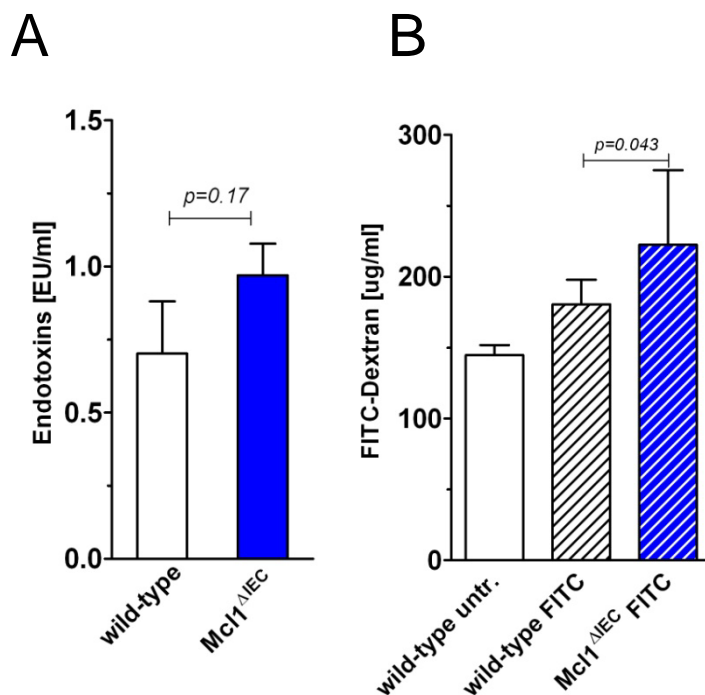 A
B
1.5
1.0
0.5
0.0
Endotoxins [EU/ml]
p=0.17
wild-type
Mcl1ΔIEC
300
200
100
0
FITC-Dextran [ug/ml]
p=0.043
wild-type untr.
wild-type FITC
Mcl1ΔIEC FITC